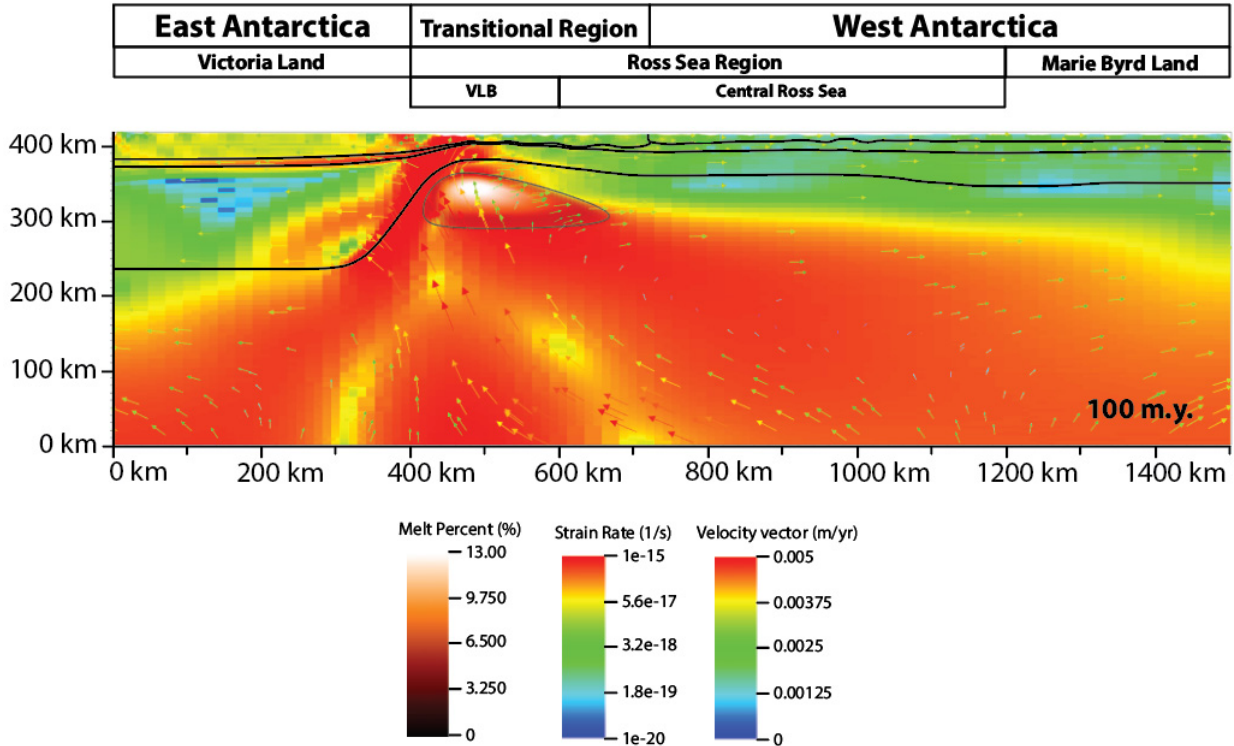 East Antarctica Transitional Region West Antarctica
Victoria Land Ross Sea Region Marie Byrd Land
VLB Central Ross Sea
400 km
300 km
200 km
100 km
0 km
100 m.y.
0 km 200 km 400 km 600 km 800 km 1000 km 1200 km 1400 km
Melt Percent (%) Strain Rate (1/s) Velocity vector (m/yr)
13.00 1e-15 0.005
9.750 5.6e-17 0.00375
6.500 3.2e-18 0.0025
3.250 1.8e-19 0.00125
0 1e-20 0